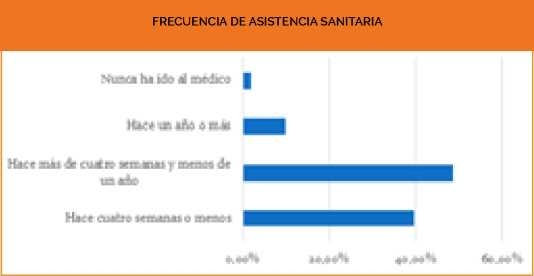 FRECUENCIA DE ASISTENCIA SANITARIA
Nunca ha ido al médico
Hace un año o más
Hace más de cuatro semanas y menos de
un año
Hace cuatro semanas o menos
0,00% 20,00% 40,00% 60,00%